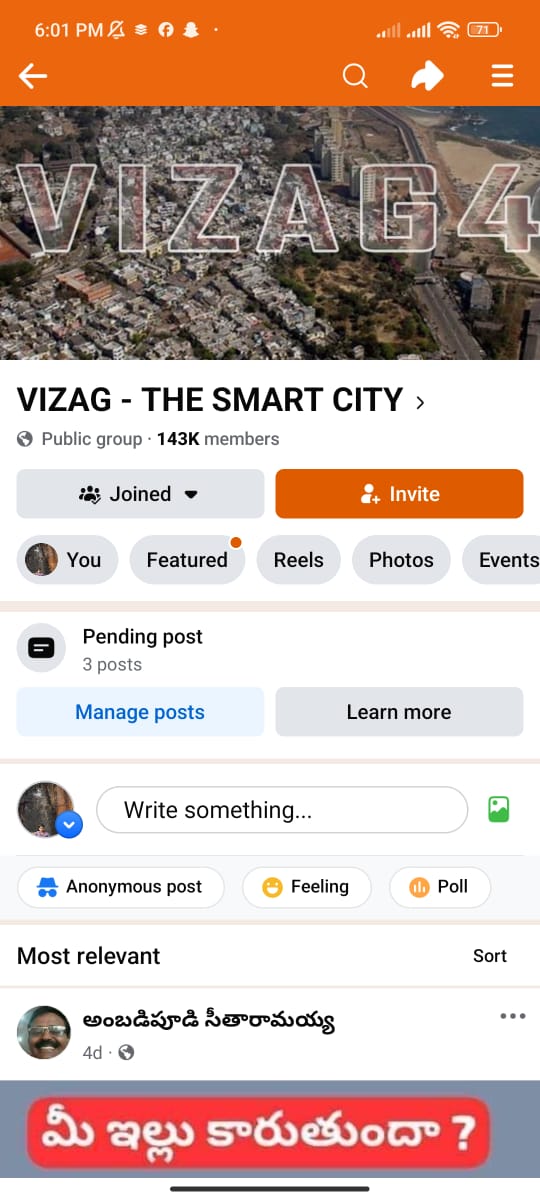 6:01 PM
71
VIZAG4
VIZAG - THE SMART CITY
Public group · 143K members
Joined
Invite
You
Featured
Reels
Photos
Events
Pending post
3 posts
Manage posts
Learn more
Write something...
Anonymous post
Feeling
Poll
Most relevant
Sort
అంబడిపూడి సీతారామయ్య
4d ·
మీ ఇల్లు కారుతుందా ?